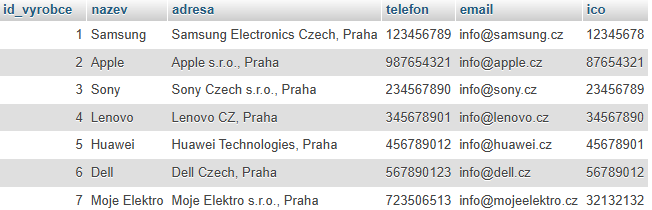 id_vyrobce nazev adresa telefon email ico
1 Samsung Samsung Electronics Czech, Praha 123456789 info@samsung.cz 12345678
2 Apple Apple s.r.o., Praha 987654321 info@apple.cz 87654321
3 Sony Sony Czech s.r.o., Praha 234567890 info@sony.cz 23456789
4 Lenovo Lenovo CZ, Praha 345678901 info@lenovo.cz 34567890
5 Huawei Huawei Technologies, Praha 456789012 info@huawei.cz 45678901
6 Dell Dell Czech, Praha 567890123 info@dell.cz 56789012
7 Moje Elektro Moje Elektro s.r.o., Praha 723506513 info@mojeelektro.cz 32132132